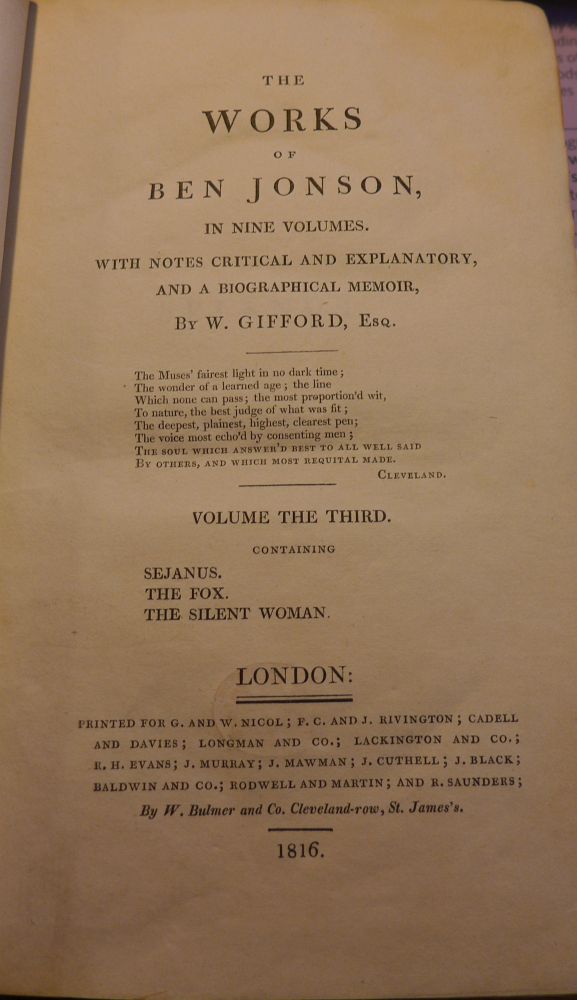 THE
WORKS
OF
BEN JONSON,
IN NINE VOLUMES.
WITH NOTES CRITICAL AND EXPLANATORY,
AND A BIOGRAPHICAL MEMOIR,
BY W. GIFFORD, ESQ.
The Muses' fairest light in no dark time;
The wonder of a learned age; the line
Which none can pass; the most proportion'd wit,
To nature, the best judge of what was fit;
The deepest, plainest, highest, clearest pen;
The voice most echo'd by consenting men;
THE SOUL WHICH ANSWER'D BEST TO ALL WELL SAID
BY OTHERS, AND WHICH MOST REQUITAL MADE.
CLEVELAND.
VOLUME THE THIRD.
CONTAINING
SEJANUS.
THE FOX.
THE SILENT WOMAN.
LONDON:
PRINTED FOR G. AND W. NICOL; F. C. AND J. RIVINGTON; CADELL
AND DAVIES; LONGMAN AND CO.; LACKINGTON AND CO.;
R. H. EVANS; J. MURRAY; J. MAWMAN; J. CUTHELL; J. BLACK;
BALDWIN AND CO.; RODWELL AND MARTIN; AND R. SAUNDERS;
By W. Bulmer and Co. Cleveland-row, St. James's.
1816.